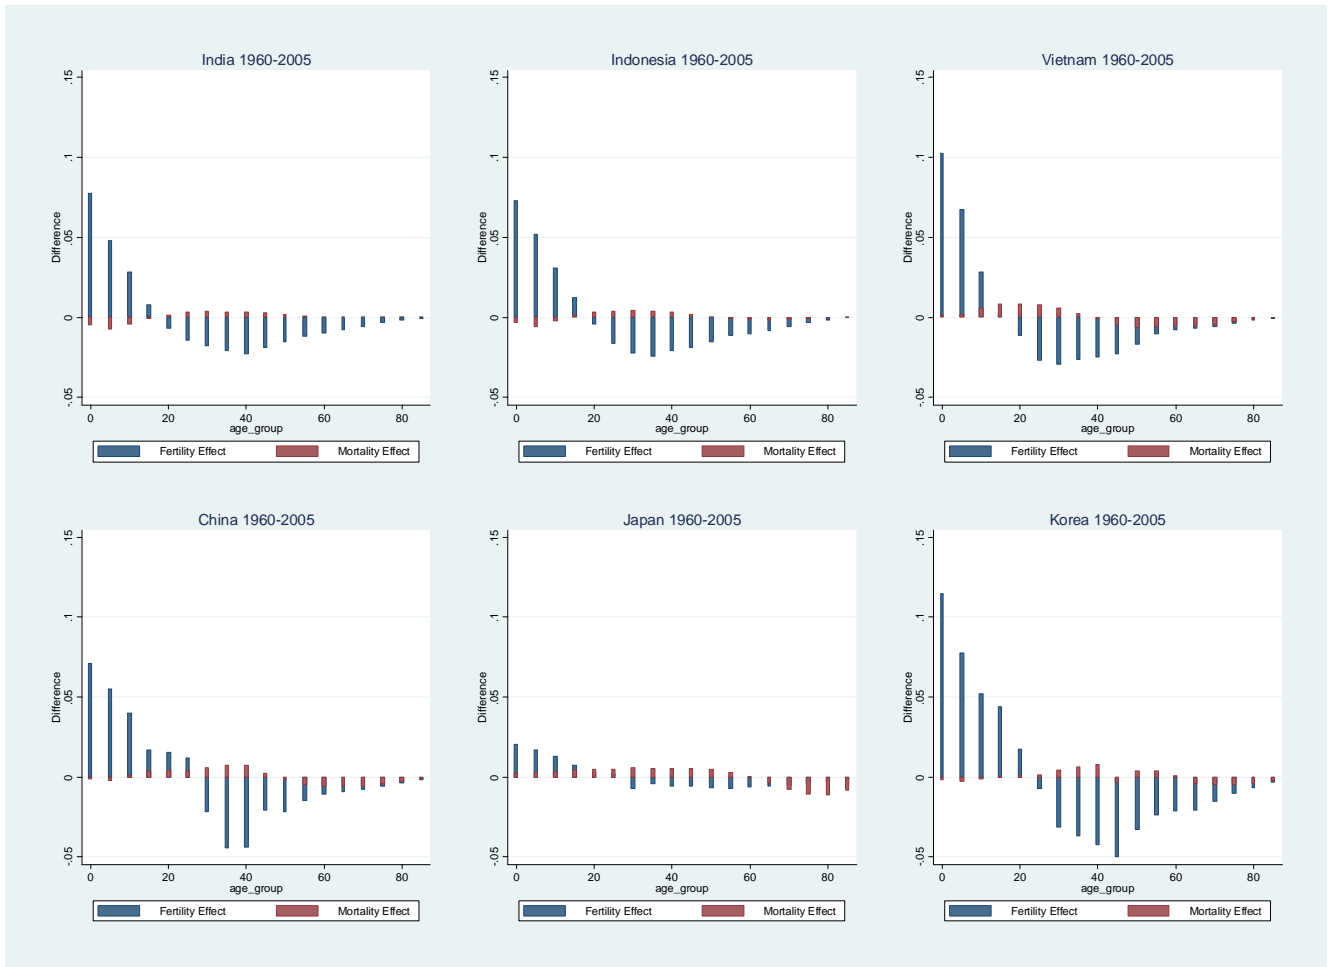 India 1960-2005
.15
.1
.05
0
-.05
Difference
0 20 40 60 80
age_group
Fertility Effect Mortality Effect
Indonesia 1960-2005
.15
.1
.05
0
-.05
Difference
0 20 40 60 80
age_group
Fertility Effect Mortality Effect
Vietnam 1960-2005
.15
.1
.05
0
-.05
Difference
0 20 40 60 80
age_group
Fertility Effect Mortality Effect
China 1960-2005
.15
.1
.05
0
-.05
Difference
0 20 40 60 80
age_group
Fertility Effect Mortality Effect
Japan 1960-2005
.15
.1
.05
0
-.05
Difference
0 20 40 60 80
age_group
Fertility Effect Mortality Effect
Korea 1960-2005
.15
.1
.05
0
-.05
Difference
0 20 40 60 80
age_group
Fertility Effect Mortality Effect